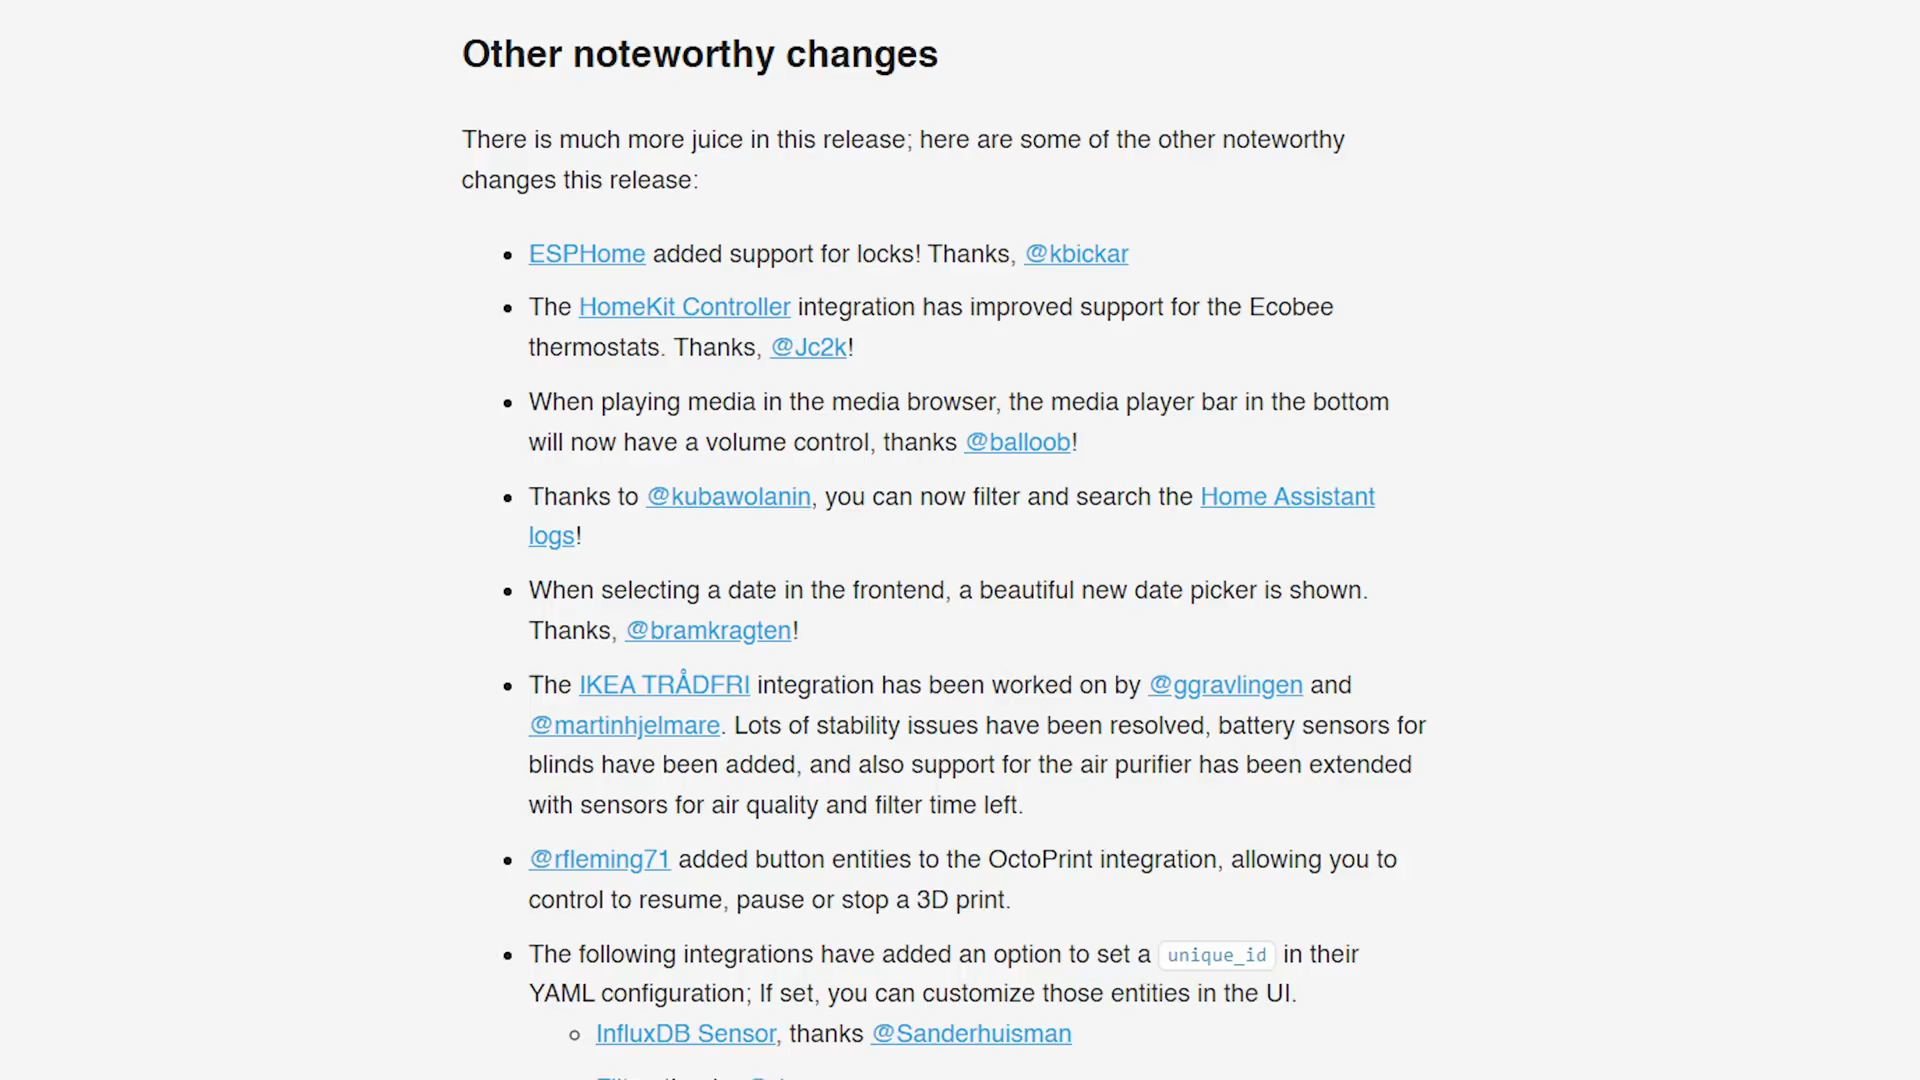 Other noteworthy changes
There is much more juice in this release; here are some of the other noteworthy
changes this release:
ESPHome added support for locks! Thanks, @kbickar
The HomeKit Controller integration has improved support for the Ecobee
thermostats. Thanks, @Jc2k!
When playing media in the media browser, the media player bar in the bottom
will now have a volume control, thanks @balloob!
Thanks to @kubawolanin, you can now filter and search the Home Assistant
logs!
When selecting a date in the frontend, a beautiful new date picker is shown.
Thanks, @bramkragten!
The IKEA TRÅDFRI integration has been worked on by @ggravlingen and
@martinhjelmare. Lots of stability issues have been resolved, battery sensors for
blinds have been added, and also support for the air purifier has been extended
with sensors for air quality and filter time left.
@rfleming71 added button entities to the OctoPrint integration, allowing you to
control to resume, pause or stop a 3D print.
The following integrations have added an option to set a unique_id in their
YAML configuration; If set, you can customize those entities in the UI.
InfluxDB Sensor, thanks @Sanderhuisman